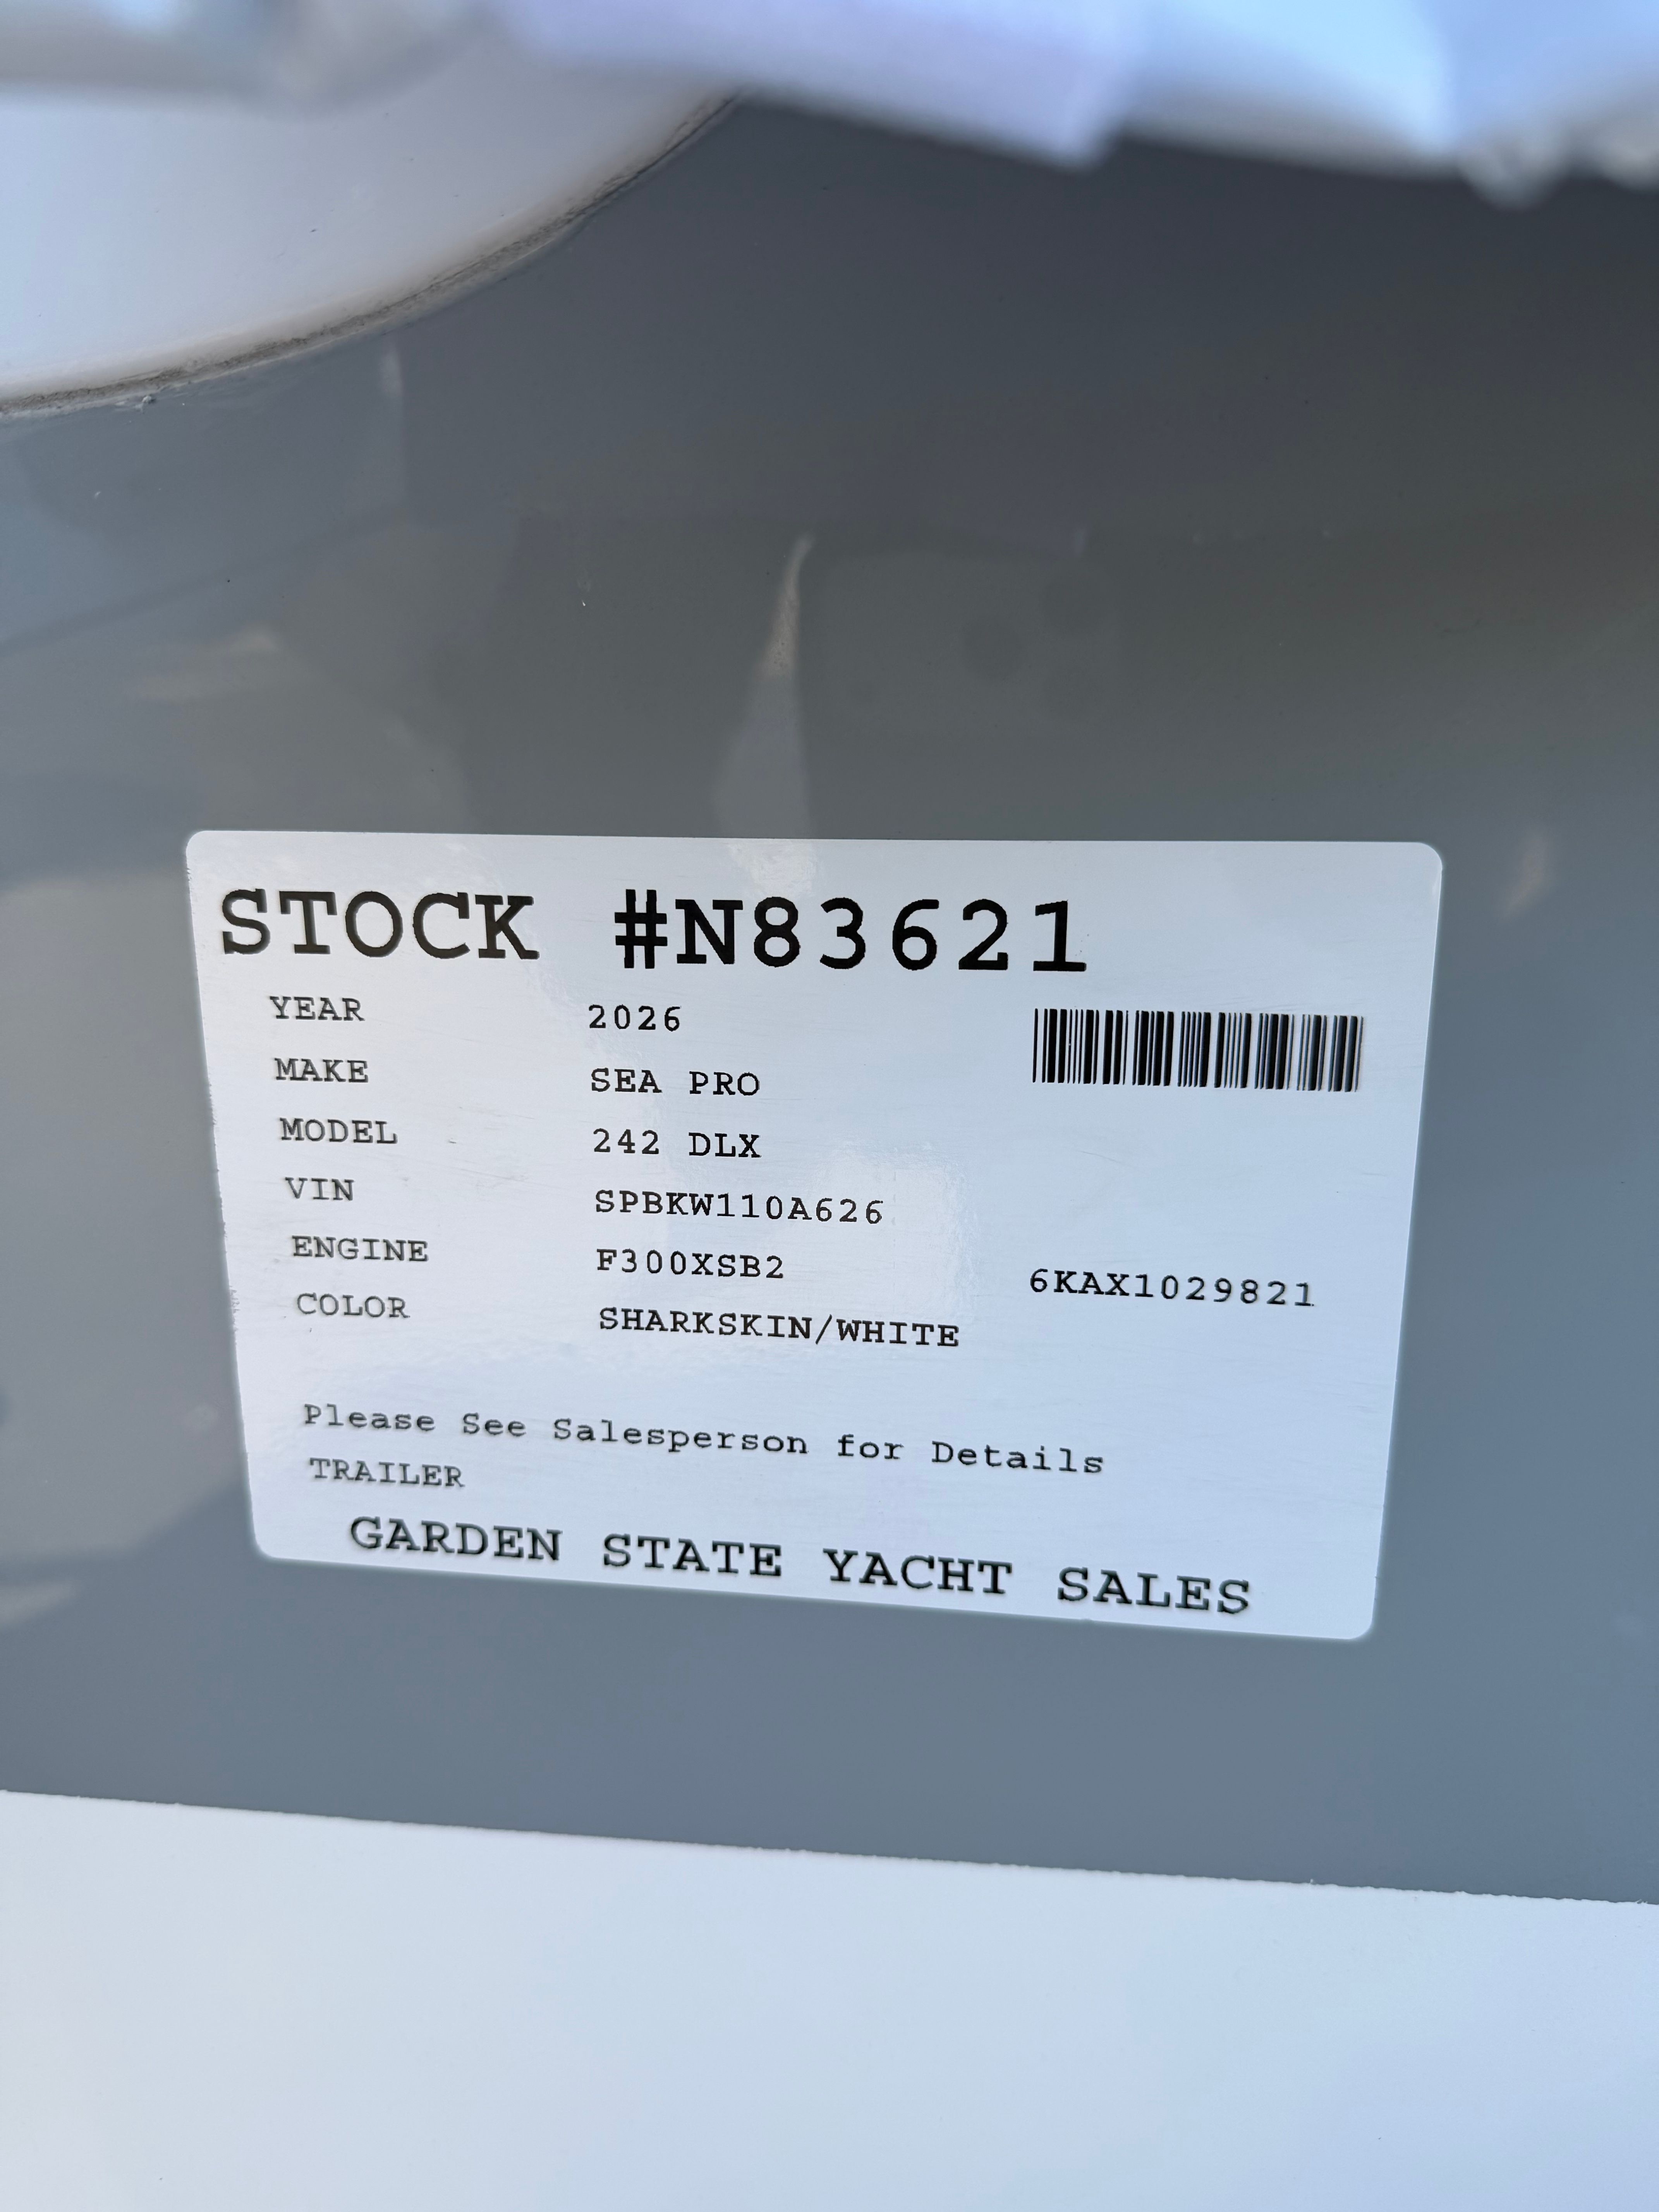 STOCK #N83621
YEAR 2026
MAKE SEA PRO
MODEL 242 DLX
VIN SPBKW110A626
ENGINE F300XSB2 6KAX1029821
COLOR SHARKSKIN/WHITE
Please See Salesperson for Details
TRAILER
GARDEN STATE YACHT SALES